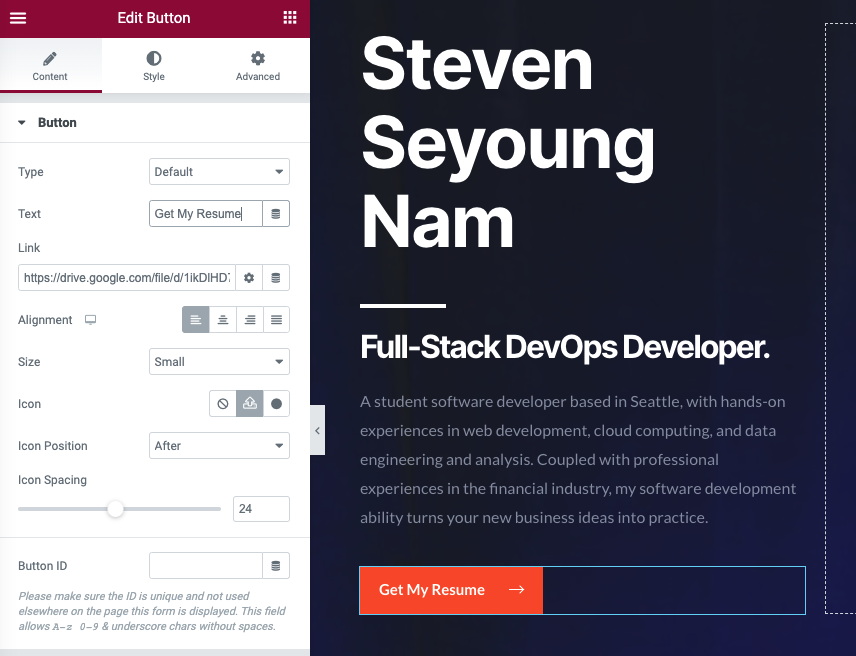 Edit Button
Content
Style
Advanced
Button
Type
Default
Text
Get My Resume
Link
https://drive.google.com/file/d/1ikDlHD
Alignment
Size
Small
Icon
Icon Position
After
Icon Spacing
24
Button ID
Please make sure the ID is unique and not used
elsewhere on the page this form is displayed. This field
allows A–z 0–9 & underscore chars without spaces.
Steven
Seyoung
Nam
Full-Stack DevOps Developer.
A student software developer based in Seattle, with hands-on
experiences in web development, cloud computing, and data
engineering and analysis. Coupled with professional
experiences in the financial industry, my software development
ability turns your new business ideas into practice.
Get My Resume →